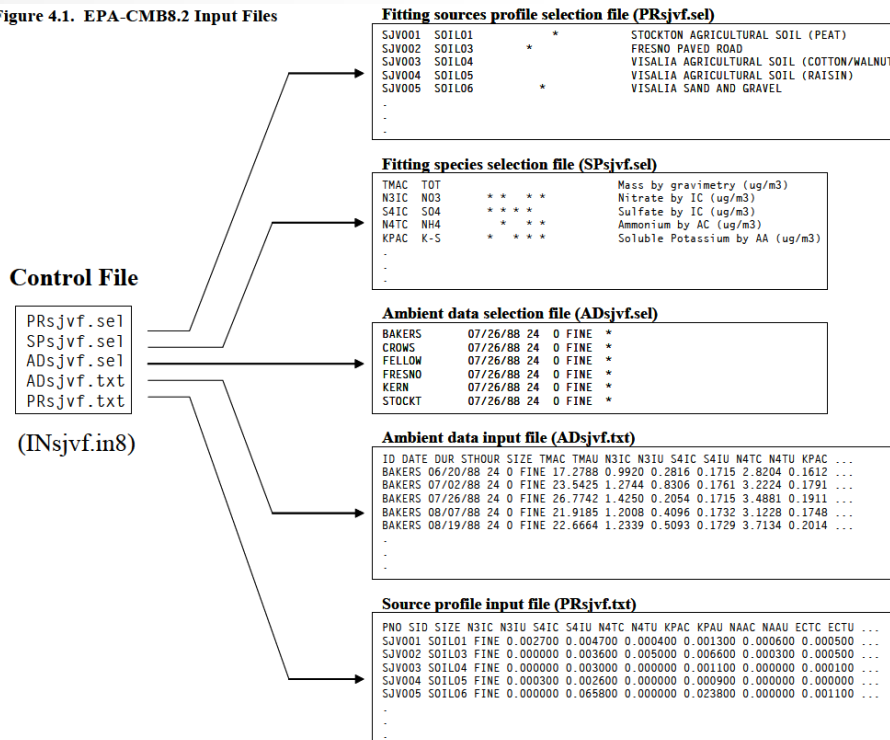 Figure 4.1. EPA-CMB8.2 Input Files
Fitting sources profile selection file (PRsjvf.sel)
SJV001 SOIL01 * STOCKTON AGRICULTURAL SOIL (PEAT)
SJV002 SOIL03 * FRESNO PAVED ROAD
SJV003 SOIL04 VISALIA AGRICULTURAL SOIL (COTTON/WALNUT
SJV004 SOIL05 VISALIA AGRICULTURAL SOIL (RAISIN)
SJV005 SOIL06 * VISALIA SAND AND GRAVEL
.
.
.
Fitting species selection file (SPsjvf.sel)
TMAC TOT Mass by gravimetry (ug/m3)
N3IC NO3 * * * * Nitrate by IC (ug/m3)
S4IC SO4 * * * * Sulfate by IC (ug/m3)
N4TC NH4 * * * Ammonium by AC (ug/m3)
KPAC K-S * * * * Soluble Potassium by AA (ug/m3)
.
.
.
Control File
PRsjvf.sel
SPsjvf.sel
ADsjvf.sel
ADsjvf.txt
PRsjvf.txt
(INsjvf.in8)
Ambient data selection file (ADsjvf.sel)
BAKERS 07/26/88 24 0 FINE *
CROWS 07/26/88 24 0 FINE *
FELLOW 07/26/88 24 0 FINE *
FRESNO 07/26/88 24 0 FINE *
KERN 07/26/88 24 0 FINE *
STOCKT 07/26/88 24 0 FINE *
Ambient data input file (ADsjvf.txt)
ID DATE DUR STHOUR SIZE TMAC TMAU N3IC N3IU S4IC S4IU N4TC N4TU KPAC ...
BAKERS 06/20/88 24 0 FINE 17.2788 0.9920 0.2816 0.1715 2.8204 0.1612 ...
BAKERS 07/02/88 24 0 FINE 23.5425 1.2744 0.8306 0.1761 3.2224 0.1791 ...
BAKERS 07/26/88 24 0 FINE 26.7742 1.4250 0.2054 0.1715 3.4881 0.1911 ...
BAKERS 08/07/88 24 0 FINE 21.9185 1.2008 0.4096 0.1732 3.1228 0.1748 ...
BAKERS 08/19/88 24 0 FINE 22.6664 1.2339 0.5093 0.1729 3.7134 0.2014 ...
.
.
.
Source profile input file (PRsjvf.txt)
PNO SID SIZE N3IC N3IU S4IC S4IU N4TC N4TU KPAC KPAU NAAC NAAU ECTC ECTU ...
SJV001 SOIL01 FINE 0.002700 0.004700 0.000400 0.001300 0.000600 0.000500 ...
SJV002 SOIL03 FINE 0.000000 0.003600 0.005000 0.006600 0.000300 0.000500 ...
SJV003 SOIL04 FINE 0.000000 0.003000 0.000000 0.001100 0.000000 0.000100 ...
SJV004 SOIL05 FINE 0.000300 0.002600 0.000000 0.000900 0.000000 0.000000 ...
SJV005 SOIL06 FINE 0.000000 0.065800 0.000000 0.023800 0.000000 0.001100 ...
.
.
.